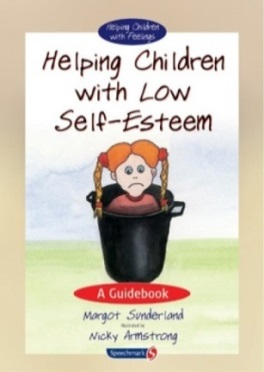 Helping Children
with Feelings
Helping Children
with Low
Self-Esteem
A Guidebook
Margot Sunderland
Illustrated by
Nicky Armstrong
Speechmark